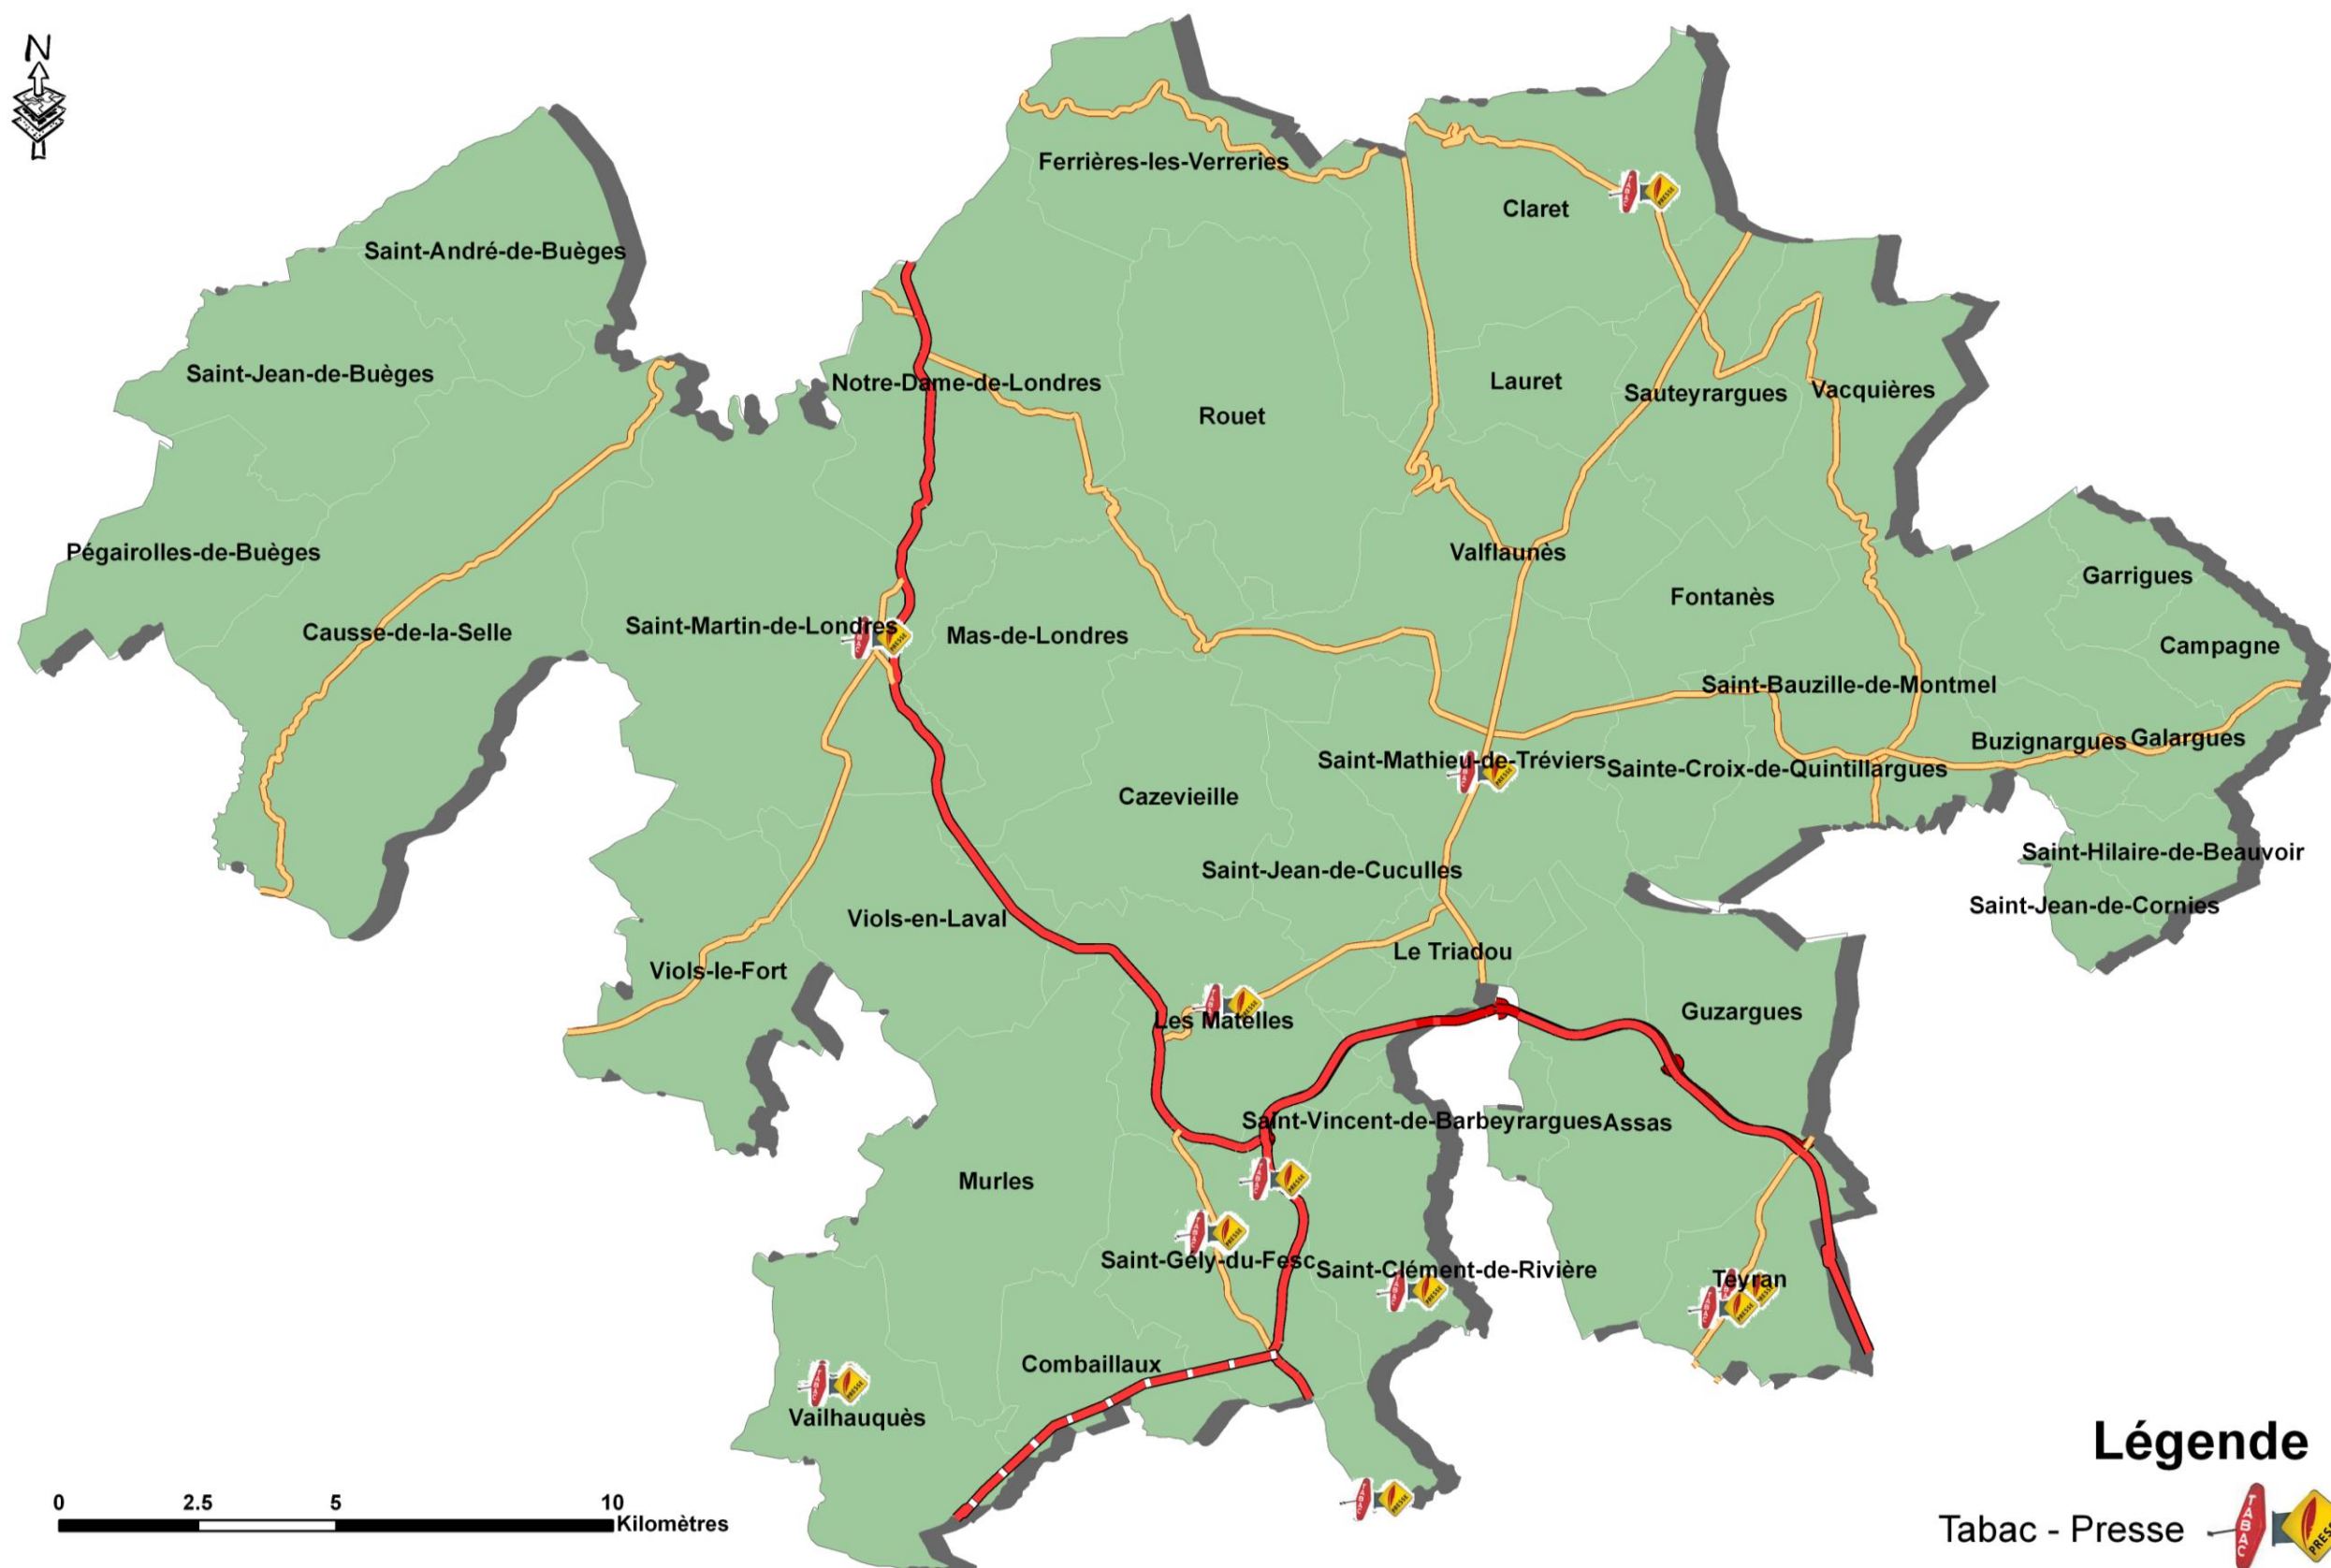 N
Ferrières-les-Verreries
Claret
Saint-André-de-Buèges
Saint-Jean-de-Buèges
Notre-Dame-de-Londres
Rouet
Lauret
Sauteyrargues
Vacquières
Pégairolles-de-Buèges
Valflaunès
Garrigues
Fontanès
Causse-de-la-Selle
Saint-Martin-de-Londres
Mas-de-Londres
Campagne
Saint-Bauzille-de-Montmel
Buzignargues
Galargues
Saint-Mathieu-de-Tréviers
Sainte-Croix-de-Quintillargues
Cazevieille
Saint-Jean-de-Cuculles
Saint-Hilaire-de-Beauvoir
Saint-Jean-de-Cornies
Viols-en-Laval
Le Triadou
Viols-le-Fort
Les Matelles
Guzargues
Saint-Vincent-de-Barbeyrargues
Assas
Murles
Saint-Gély-du-Fesc
Saint-Clément-de-Rivière
Teyran
Combaillaux
Vailhauquès
0 2.5 5 10
Kilomètres
Légende
Tabac - Presse
TABAC